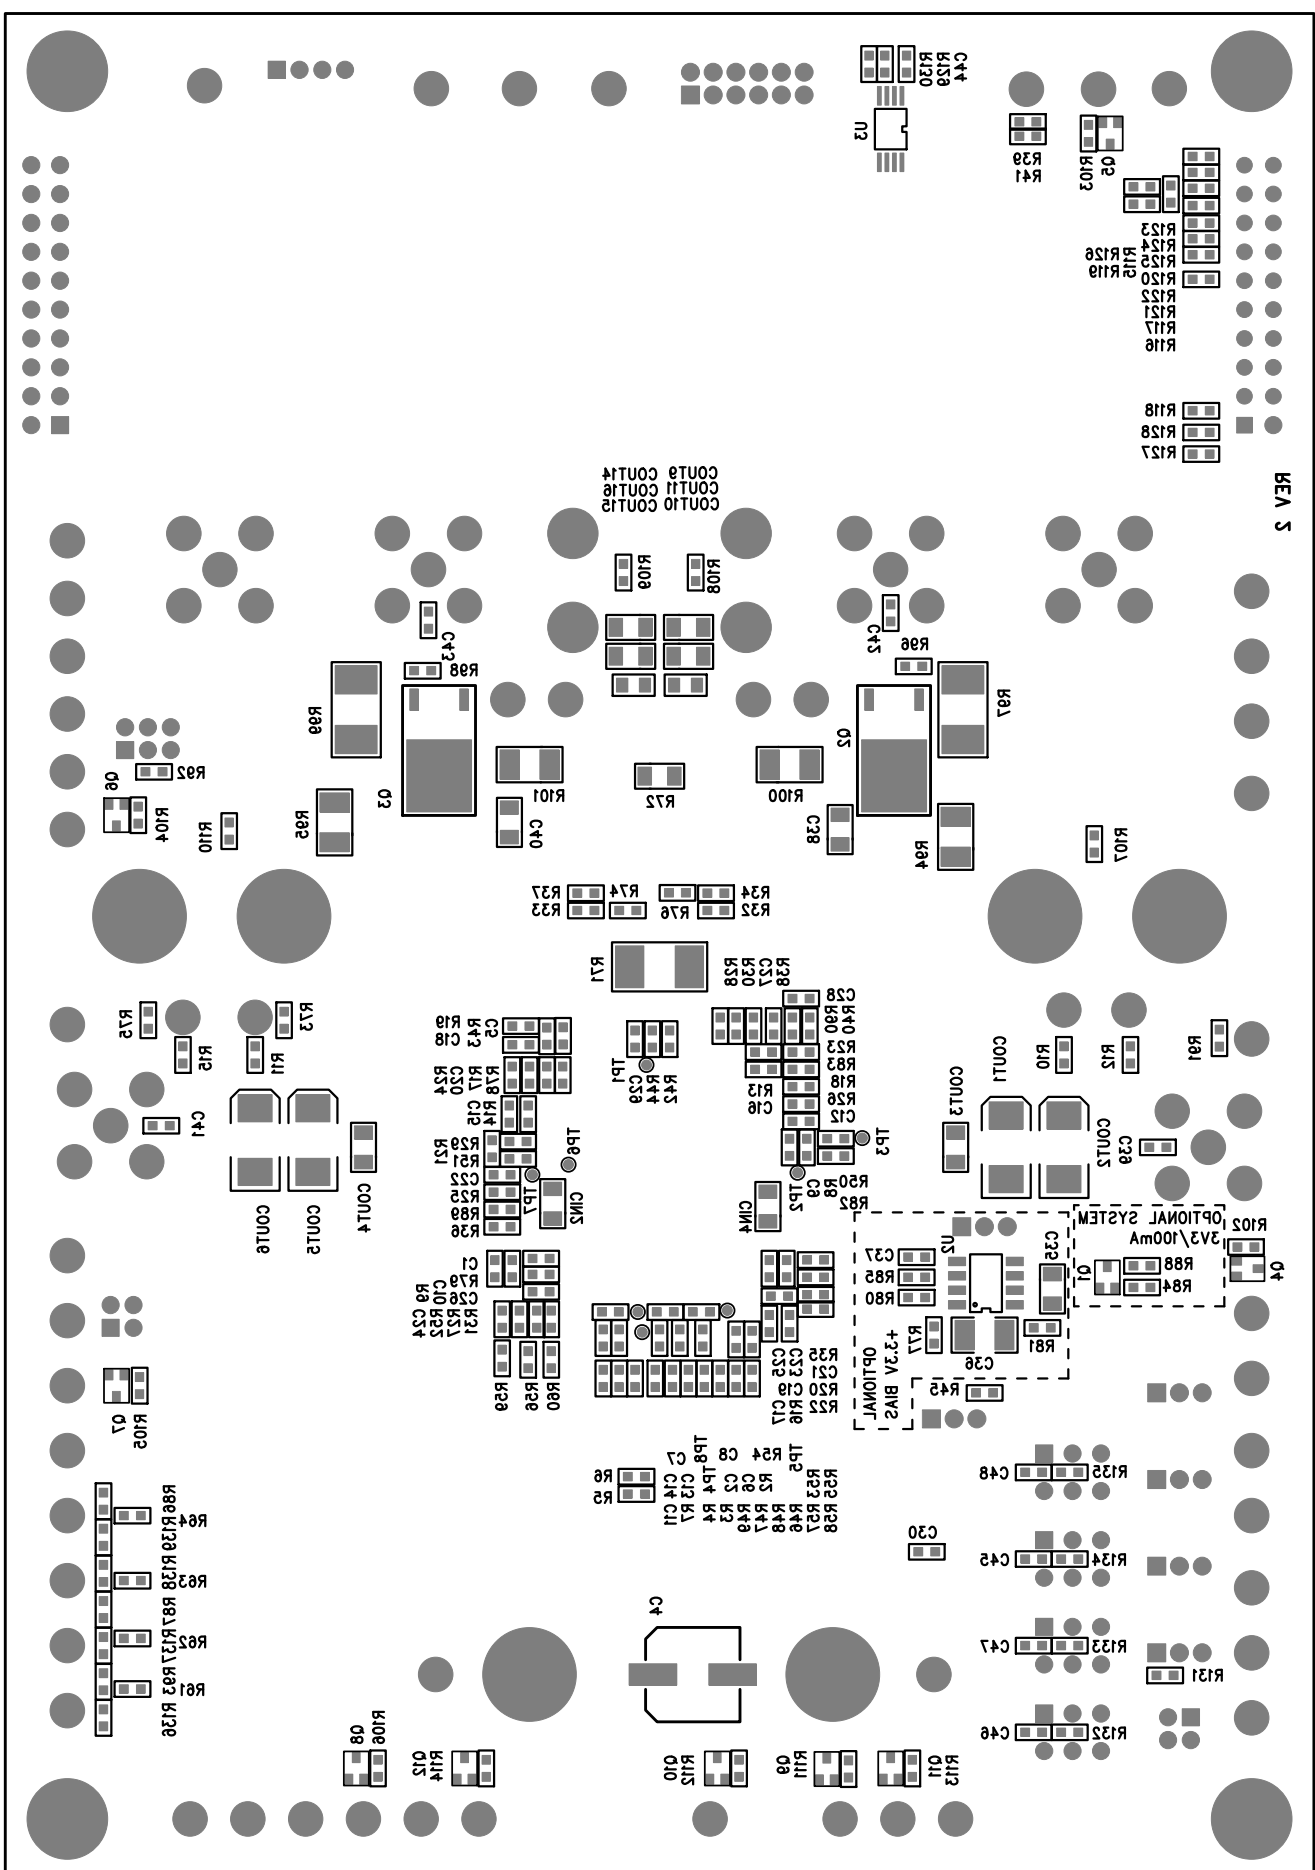 C44
R129
R130
U3
R39
R41
R103
Q5
R123
R124
R125
R126
R115
R119
R120
R122
R121
R117
R116
R118
R128
R127
REV 2
COUT14 COUT9
COUT16 COUT11
COUT15 COUT10
R109
R108
C43
R98
C42
R96
R99
R97
Q3
Q2
R92
Q6
R104
R110
R95
R101
C40
R72
R100
C38
R94
R107
R37
R74
R34
R33
R76
R32
R71
R28
R30
C27
R38
C28
R75
R15
R73
R11
R19
C18
R43
C5
R90
R40
R23
R83
R18
R26
C12
R13
C16
TP1
C29
R44
R42
R24
C20
R17
R78
C15
R14
R10
R12
R91
COUT1
COUT3
COUT2
C39
C41
R29
R21
R51
C22
R25
R89
R36
TP6
TP7
CIN2
CIN4
TP3
TP2
C9
R8
R50
R82
COUT6
COUT5
COUT4
OPTIONAL SYSTEM
3V3/100mA
R102
Q4
Q1
R88
R84
U2
C35
C37
R85
R80
R77
C36
R81
+3.3V BIAS
OPTIONAL
R45
C1
R79
C26
C10
R9
C24
R52
R27
R31
R59
R56
R60
C25
C23
R35
C21
C19
R20
C17
R16
R22
Q7
R105
R6
R5
C7
TP8
C8
R54
TP5
C14
C13
TP4
C2
C6
R2
R53
R55
C11
R7
R4
R3
R49
R47
R48
R46
R57
R58
C30
C48
R135
C45
R134
C47
R133
C46
R132
R131
R86
R64
R139
R138
R63
R87
R62
R137
R93
R61
R136
C4
Q8
R106
Q12
R114
Q10
R112
Q9
R111
Q11
R113